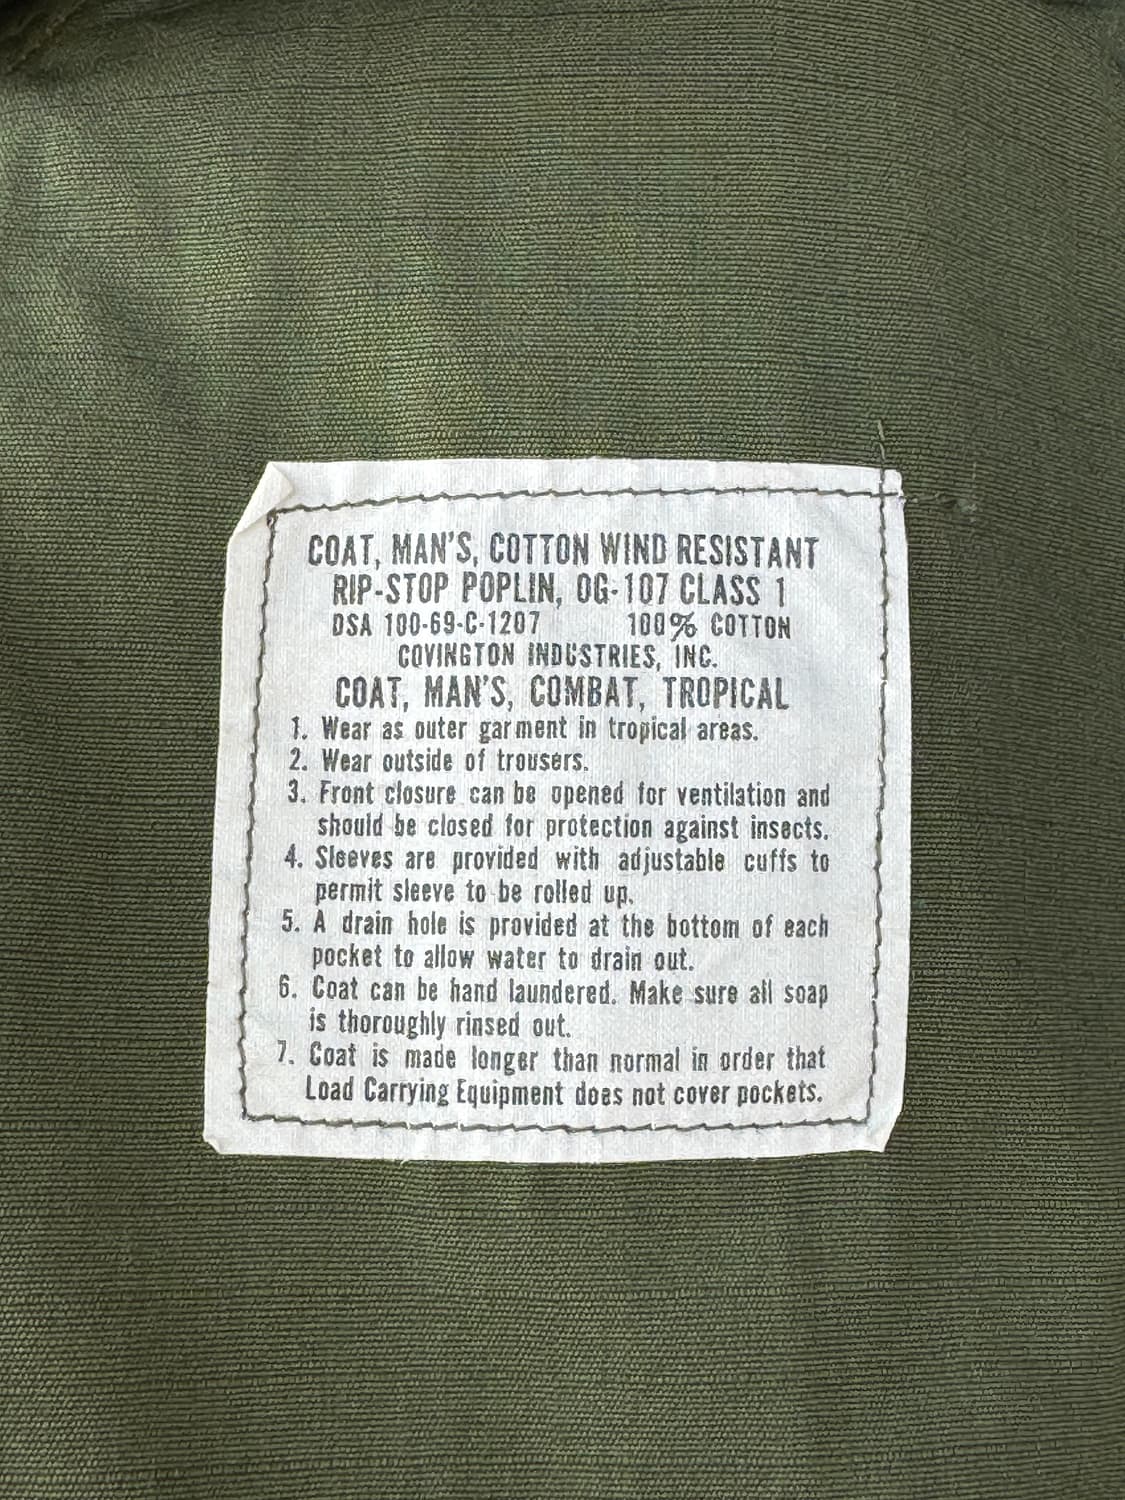 COAT, MAN'S, COTTON WIND RESISTANT
RIP-STOP POPLIN, OG-107 CLASS 1
DSA 100-69-C-1207 100% COTTON
COVINGTON INDUSTRIES, INC.
COAT, MAN'S, COMBAT, TROPICAL
1. Wear as outer garment in tropical areas.
2. Wear outside of trousers.
3. Front closure can be opened for ventilation and
should be closed for protection against insects.
4. Sleeves are provided with adjustable cuffs to
permit sleeve to be rolled up.
5. A drain hole is provided at the bottom of each
pocket to allow water to drain out.
6. Coat can be hand laundered. Make sure all soap
is thoroughly rinsed out.
7. Coat is made longer than normal in order that
Load Carrying Equipment does not cover pockets.